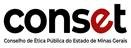 conset
Conselho de Ética Pública do Estado de Minas Gerais